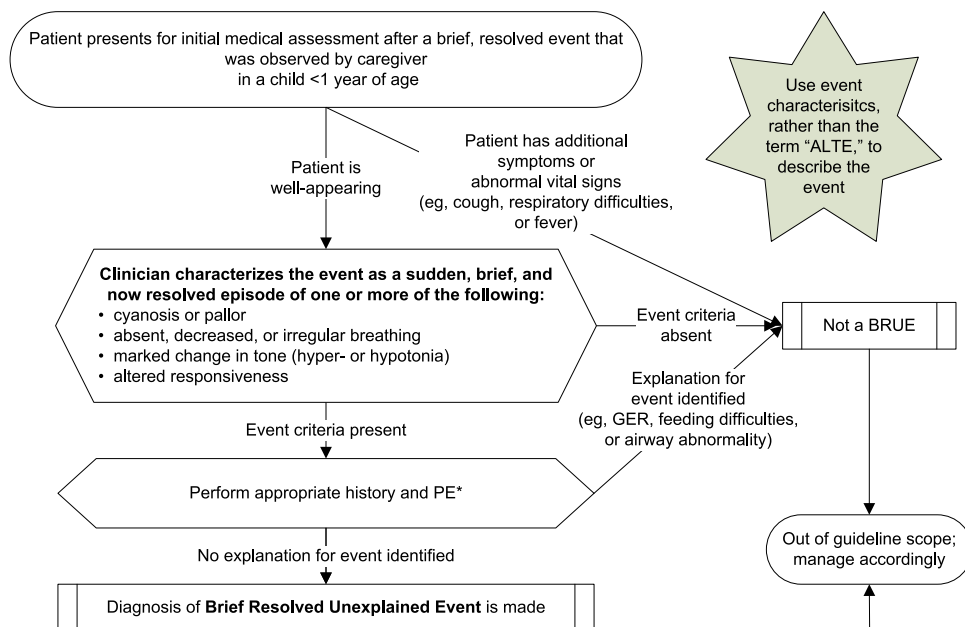 Patient presents for initial medical assessment after a brief, resolved event that
was observed by caregiver
in a child <1 year of age
Use event
characterisitcs,
rather than the
term “ALTE,” to
describe the
event
Patient is
well-appearing
Patient has additional
symptoms or
abnormal vital signs
(eg, cough, respiratory difficulties,
or fever)
Clinician characterizes the event as a sudden, brief, and
now resolved episode of one or more of the following:
• cyanosis or pallor
• absent, decreased, or irregular breathing
• marked change in tone (hyper- or hypotonia)
• altered responsiveness
Event criteria
absent
Not a BRUE
Explanation for
event identified
(eg, GER, feeding difficulties,
or airway abnormality)
Event criteria present
Perform appropriate history and PE*
No explanation for event identified
Out of guideline scope;
manage accordingly
Diagnosis of Brief Resolved Unexplained Event is made